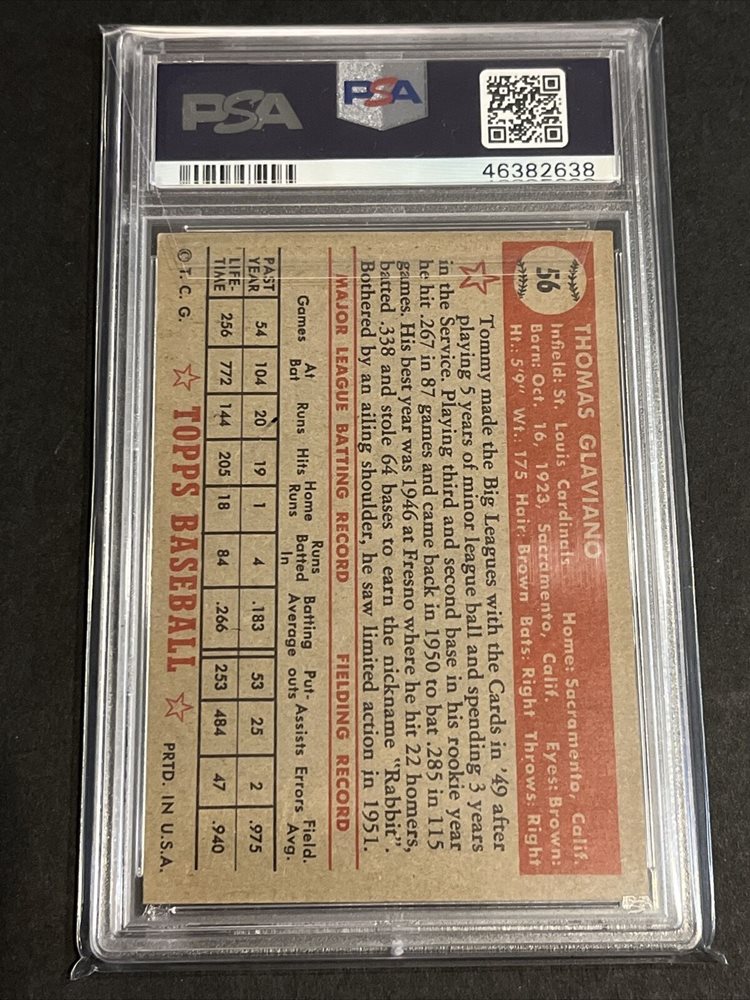 PSA
PSA
46382638
56
THOMAS GLAVIANO
Infield: St. Louis Cardinals Home: Sacramento, Calif.
Born: Oct. 16, 1923, Sacramento, Calif. Eyes: Brown:
Ht.: 5'9" Wt.: 175 Hair: Brown Bats: Right Throws: Right
Tommy made the Big Leagues with the Cards in '49 after
playing 5 years of minor league ball and spending 3 years
in the Service. Playing third and second base in his rookie year
he hit .267 in 87 games and came back in 1950 to bat .285 in 115
games. His best year was 1946 at Fresno where he hit 22 homers,
batted .338 and stole 64 bases to earn the nickname "Rabbit".
Bothered by an ailing shoulder, he saw limited action in 1951.
MAJOR LEAGUE BATTING RECORD FIELDING RECORD
Games At Bat Runs Hits Home Runs Runs Batted In Batting Average Put-outs Assists Errors Field. Avg.
PAST YEAR 54 104 20 19 1 4 .183 53 25 2 .975
LIFE-TIME 256 772 144 205 18 84 .266 253 484 47 .940
© T. C. G. TOPPS BASEBALL PRTD. IN U.S.A.
PSA